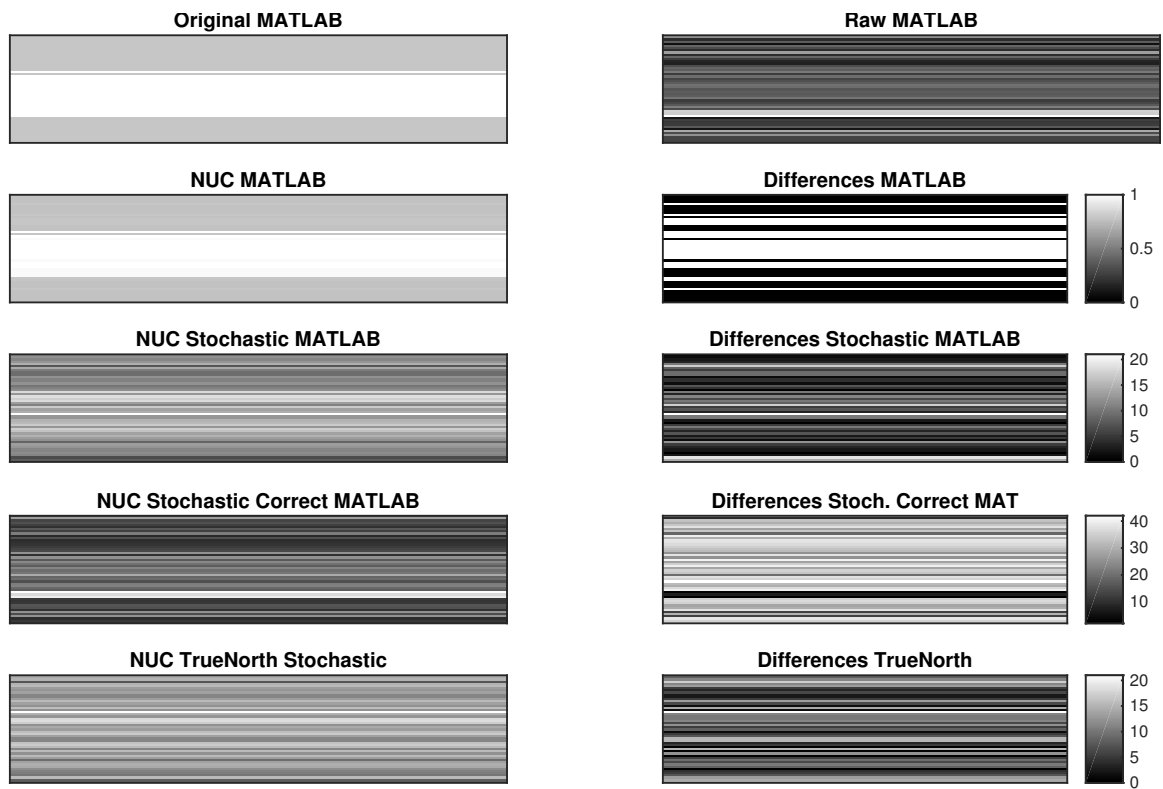 Original MATLAB
Raw MATLAB
NUC MATLAB
Differences MATLAB
1
0.5
0
NUC Stochastic MATLAB
Differences Stochastic MATLAB
20
15
10
5
0
NUC Stochastic Correct MATLAB
Differences Stoch. Correct MAT
40
30
20
10
NUC TrueNorth Stochastic
Differences TrueNorth
20
15
10
5
0